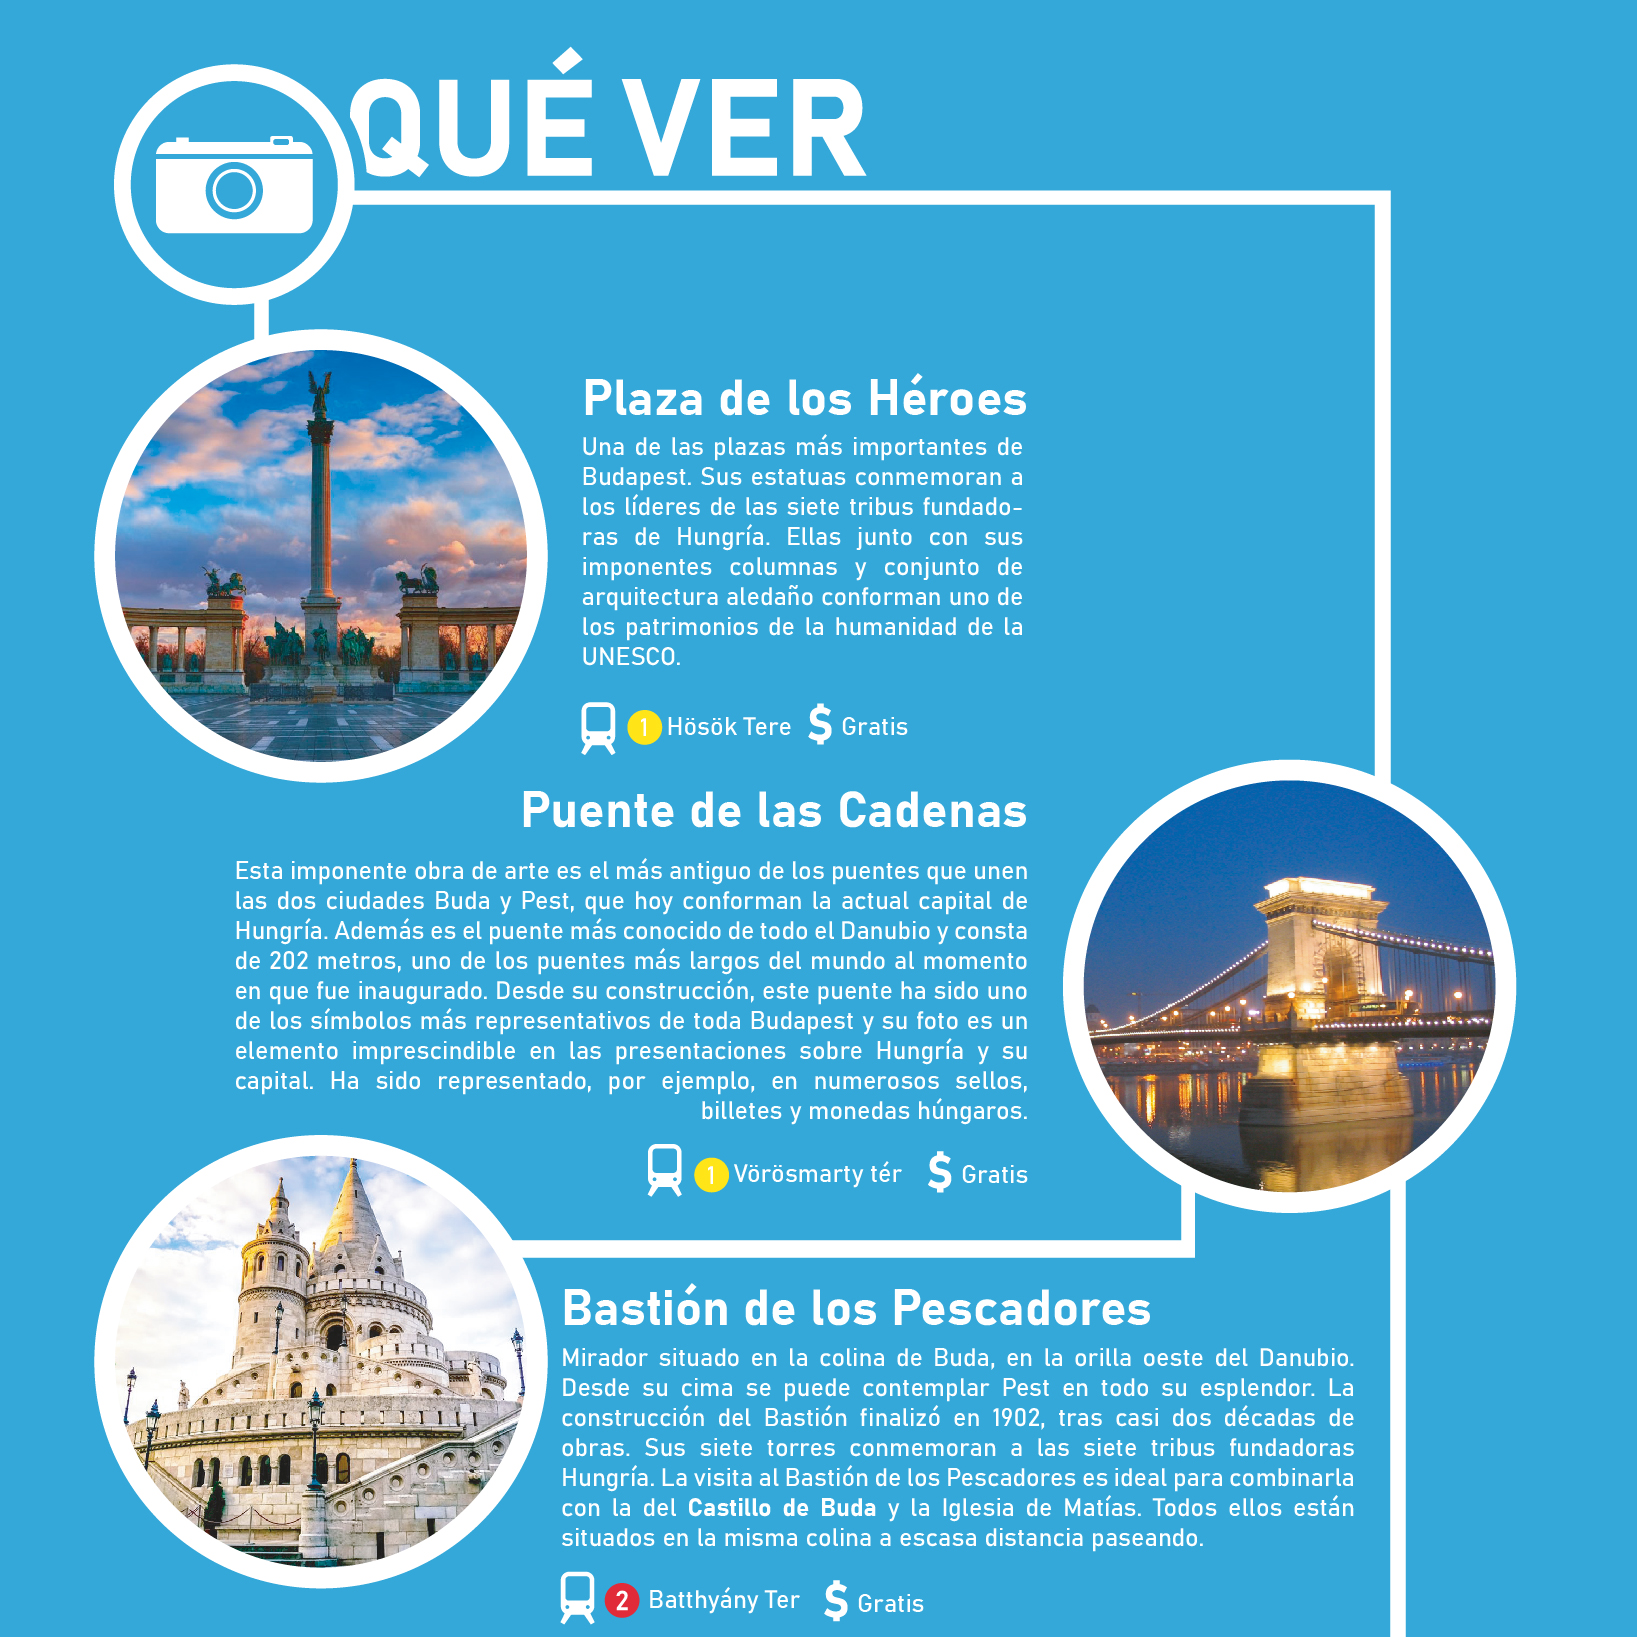 QUÉ VER
Plaza de los Héroes
Una de las plazas más importantes de
Budapest. Sus estatuas conmemoran a
los líderes de las siete tribus fundado-
ras de Hungría. Ellas junto con sus
imponentes columnas y conjunto de
arquitectura aledaño conforman uno de
los patrimonios de la humanidad de la
UNESCO.
1 Hösök Tere $ Gratis
Puente de las Cadenas
Esta imponente obra de arte es el más antiguo de los puentes que unen
las dos ciudades Buda y Pest, que hoy conforman la actual capital de
Hungría. Además es el puente más conocido de todo el Danubio y consta
de 202 metros, uno de los puentes más largos del mundo al momento
en que fue inaugurado. Desde su construcción, este puente ha sido uno
de los símbolos más representativos de toda Budapest y su foto es un
elemento imprescindible en las presentaciones sobre Hungría y su
capital. Ha sido representado, por ejemplo, en numerosos sellos,
billetes y monedas húngaros.
1 Vörösmarty tér $ Gratis
Bastión de los Pescadores
Mirador situado en la colina de Buda, en la orilla oeste del Danubio.
Desde su cima se puede contemplar Pest en todo su esplendor. La
construcción del Bastión finalizó en 1902, tras casi dos décadas de
obras. Sus siete torres conmemoran a las siete tribus fundadoras
Hungría. La visita al Bastión de los Pescadores es ideal para combinarla
con la del Castillo de Buda y la Iglesia de Matías. Todos ellos están
situados en la misma colina a escasa distancia paseando.
2 Batthyány Ter $ Gratis